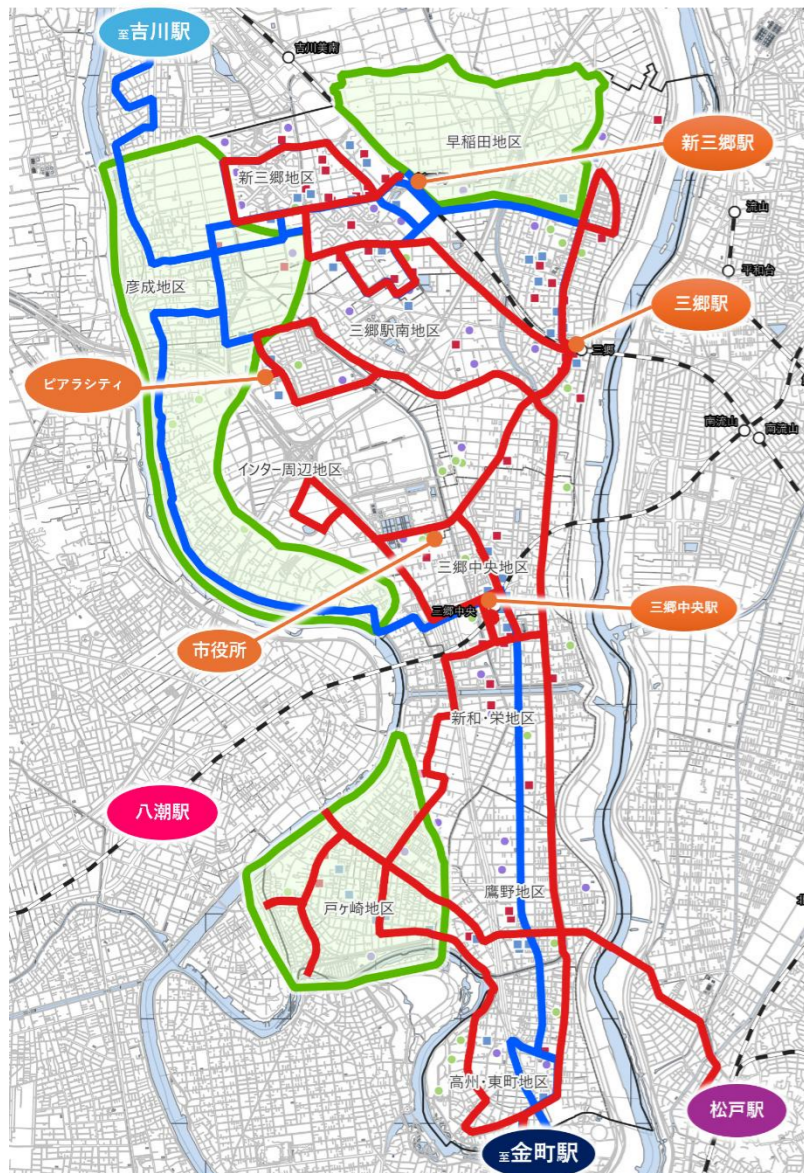 至吉川駅
吉川美南
早稲田地区
新三郷駅
新三郷地区
流山
平和台
彦成地区
三郷駅
三郷駅南地区
三郷
ピアラシティ
南流山
南流山
インター周辺地区
三郷中央地区
三郷中央
三郷中央駅
市役所
新和・栄地区
八潮駅
鷹野地区
戸ヶ崎地区
高州・東町地区
松戸駅
至金町駅